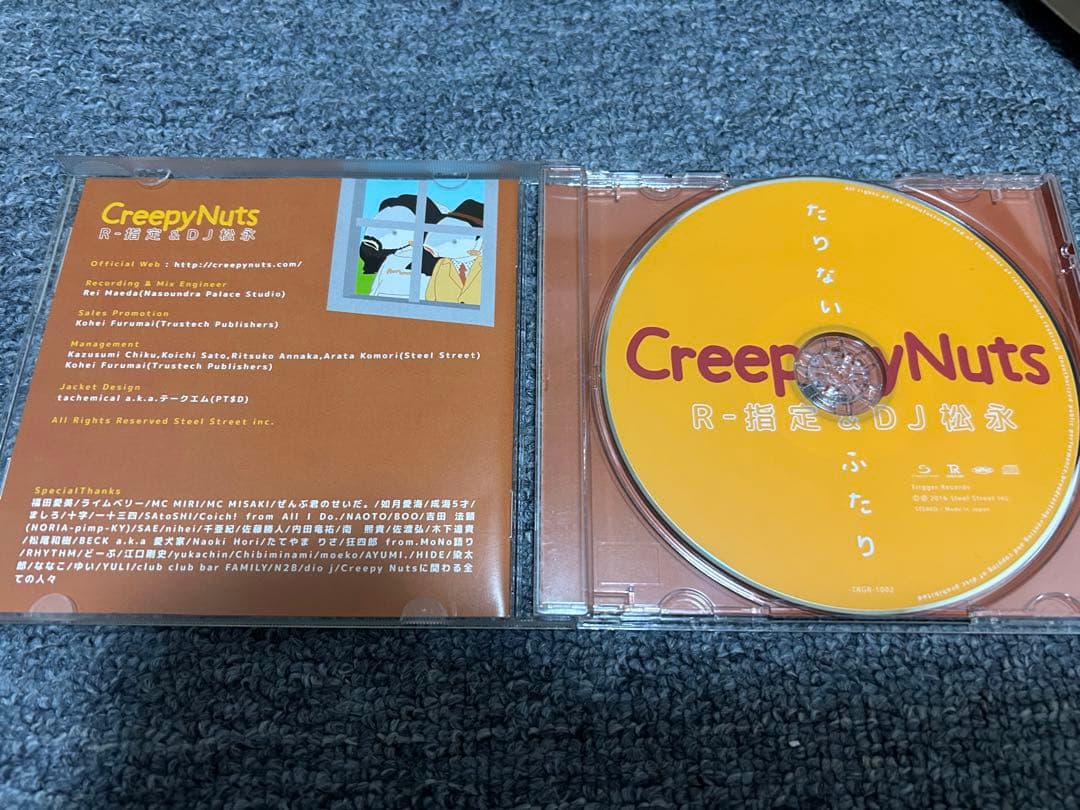 CreepyNuts
R-指定&DJ松永
Official Web : http://creepynuts.com/
Recording & Mix Engineer
Rei Maeda(Nasoundra Palace Studio)
Sales Promotion
Kohei Furumai(Trustech Publishers)
Management
Kazusumi Chiku,Koichi Sato,Ritsuko Annaka,Arata Komori(Steel Street)
Kohei Furumai(Trustech Publishers)
Jacket Design
tachemical a.k.a.テークエム(PT$D)
All Rights Reserved Steel Street inc.
SpecialThanks
福田愛美/ライムベリー/MC MIRI/MC MISAKI/ぜんぶ君のせいだ。/如月愛海/成海5才/
ましろ/十字/一十三四/SAtoSHI/Coich! from All I Do./NAOTO/BOO/吉田 法顕
(NORIA-pimp-KY)/SAE/nihei/千亜紀/佐藤勝人/内田竜祐/南 熙貴/佐渡弘/木下道貴
/松尾和樹/BECK a.k.a 愛犬家/Naoki Hori/たてやま りさ/狂四郎 from.MoNo語り
/RHYTHM/どーぷ/江口剛史/yukachin/Chibiminami/moeko/AYUMI./HIDE/染太
郎/ななこ/ゆい/YULI/club club bar FAMILY/N2B/dio j/Creepy Nutsに関わる全
ての人々
たりないふたり
CreepyNuts
R-指定&DJ松永
Trigger Records
℗© 2016 Steel Street inc.
STEREO / Made in Japan
TRGR-1002